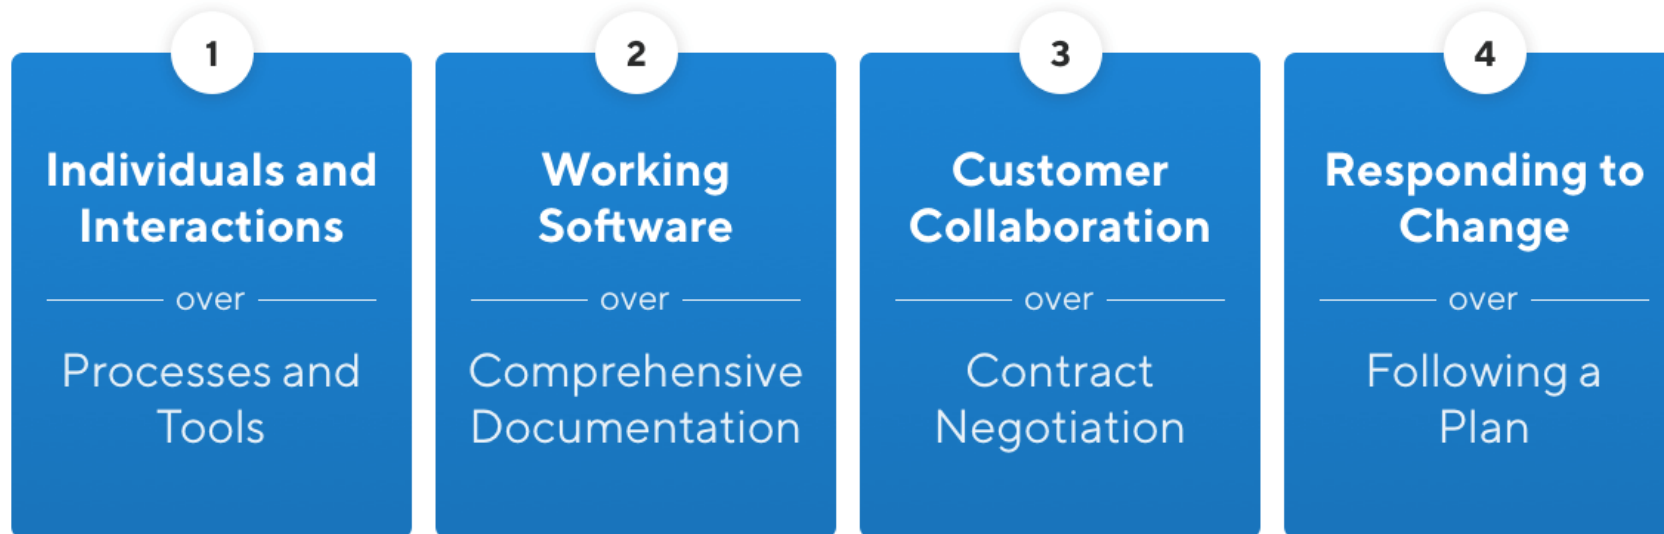 1
Individuals and
Interactions
over
Processes and
Tools
2
Working
Software
over
Comprehensive
Documentation
3
Customer
Collaboration
over
Contract
Negotiation
4
Responding to
Change
over
Following a
Plan